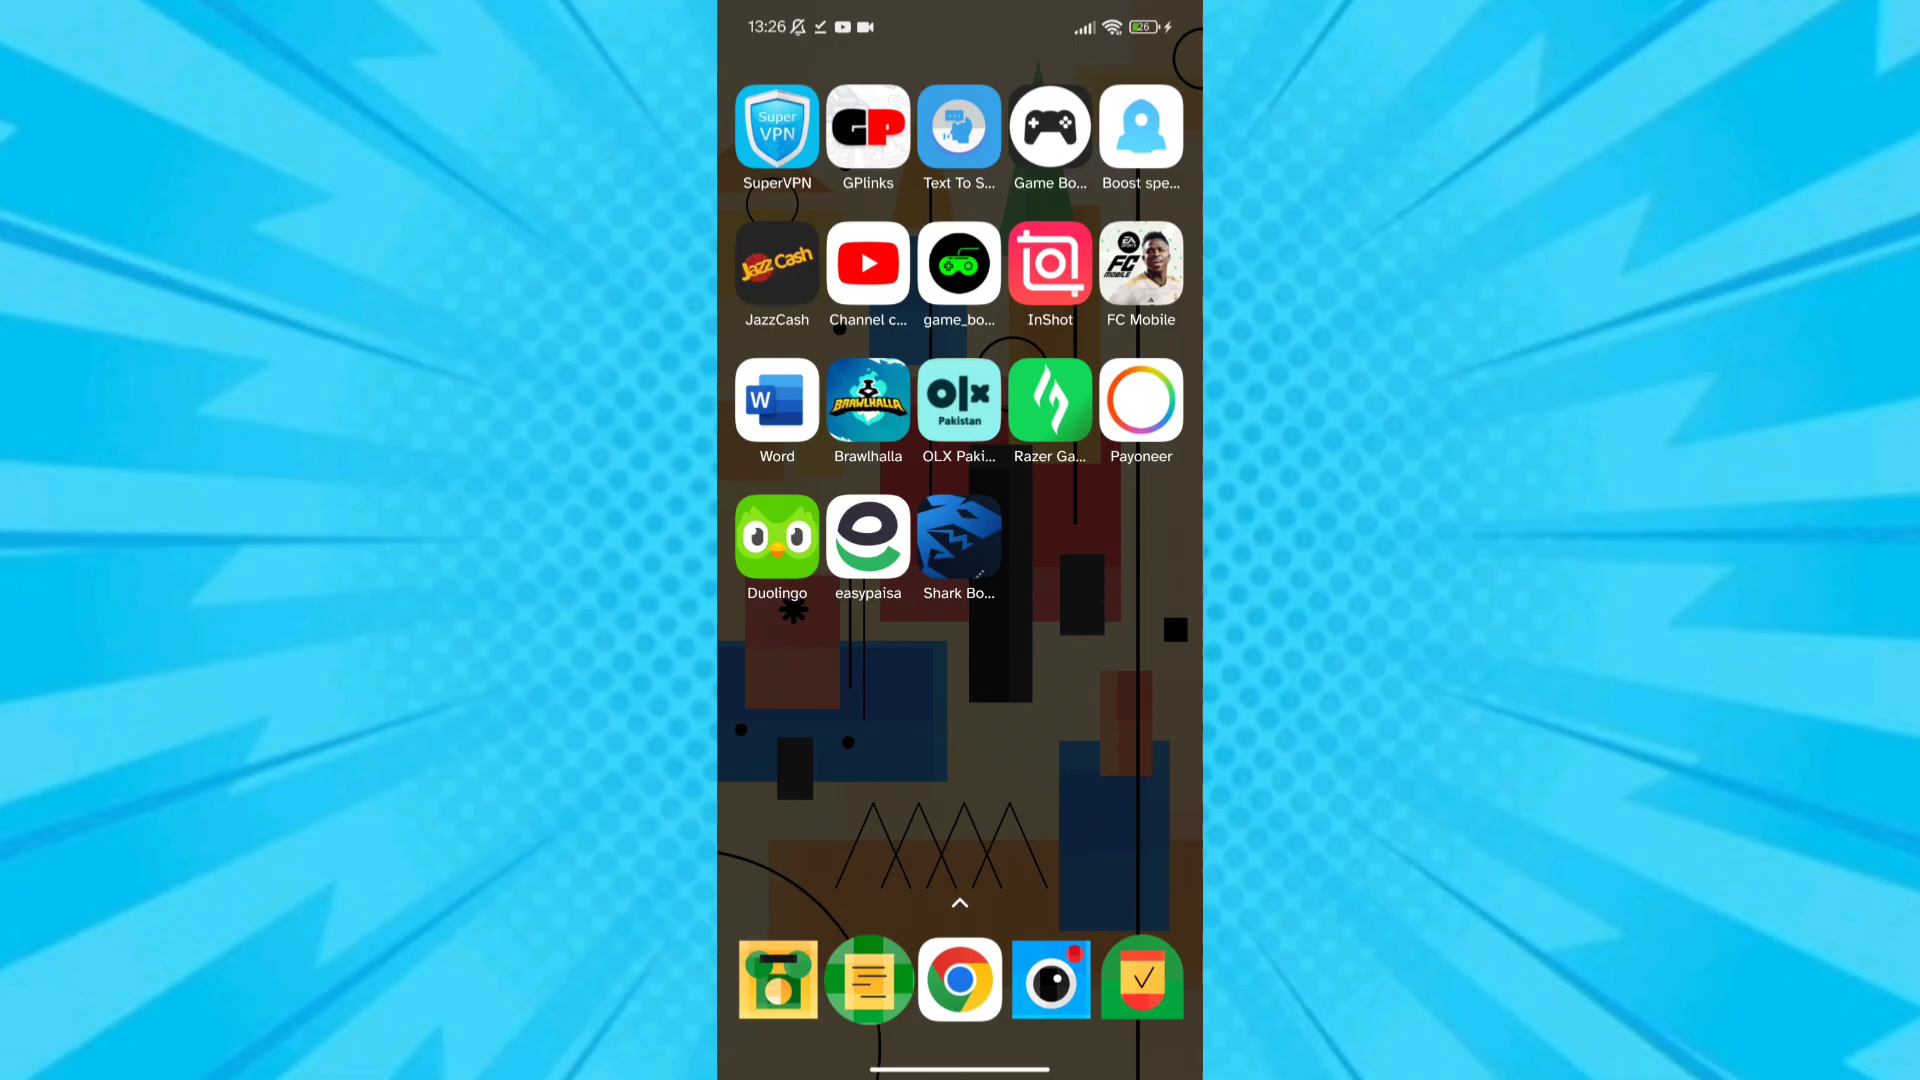 13:26
26
Super
VPN
GP
SuperVPN
GPlinks
Text To S...
Game Bo...
Boost spe...
Jazz Cash
EA
SPORTS
FC
MOBILE
JazzCash
Channel c...
game_bo...
InShot
FC Mobile
W
BRAWLHALLA
olx
Pakistan
Word
Brawlhalla
OLX Paki...
Razer Ga...
Payoneer
e
Duolingo
easypaisa
Shark Bo...